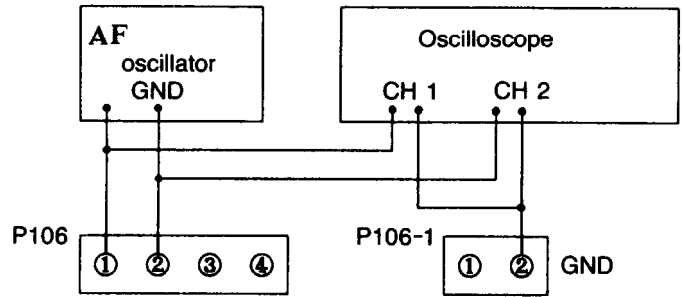 AF
oscillator
GND
Oscilloscope
CH 1 CH 2
P106
① ② ③ ④
P106-1
① ② GND